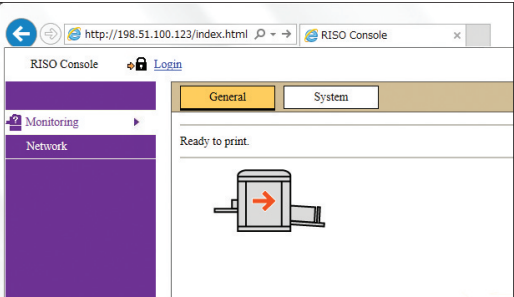 http://198.51.100.123/index.html
RISO Console
RISO Console
Login
General
System
Monitoring
Network
Ready to print.